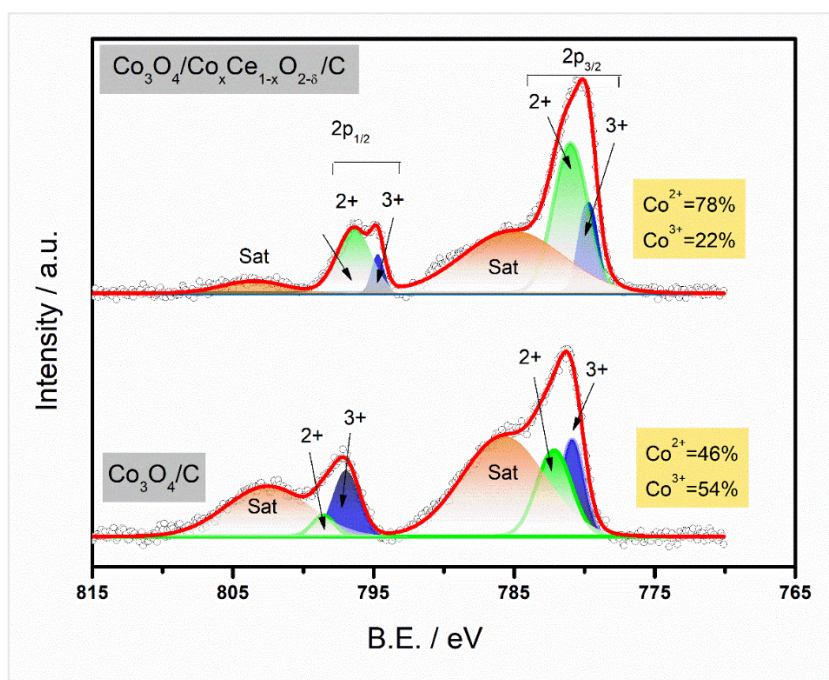 Co₃O₄/CoₓCe₁₋ₓO₂₋δ/C
2p₃/₂
2+
3+
2p₁/₂
2+
3+
Sat
Sat
Co²⁺=78%
Co³⁺=22%
2+
3+
2+
3+
Co₃O₄/C
Sat
Sat
Co²⁺=46%
Co³⁺=54%
Intensity / a.u.
815 805 795 785 775 765
B.E. / eV